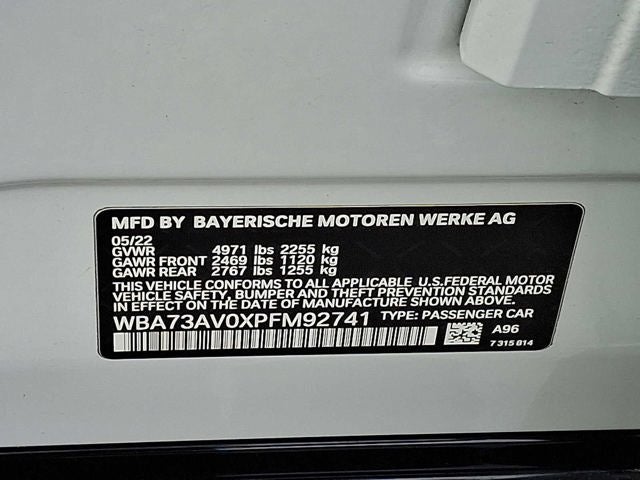 MFD BY BAYERISCHE MOTOREN WERKE AG
05/22
GVWR 4971 lbs 2255 kg
GAWR FRONT 2469 lbs 1120 kg
GAWR REAR 2767 lbs 1255 kg
THIS VEHICLE CONFORMS TO ALL APPLICABLE U.S.FEDERAL MOTOR
VEHICLE SAFETY, BUMPER, AND THEFT PREVENTION STANDARDS
IN EFFECT ON THE DATE OF MANUFACTURE SHOWN ABOVE.
WBA73AV0XPFM92741 TYPE: PASSENGER CAR
A96
7 315 814